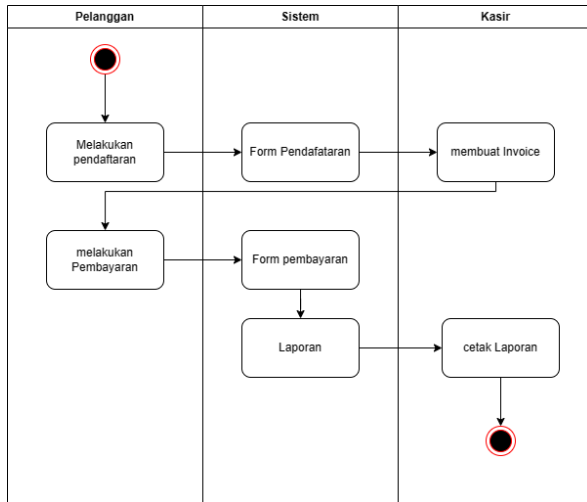 Pelanggan
Sistem
Kasir
Melakukan
pendaftaran
Form Pendafataran
membuat Invoice
melakukan
Pembayaran
Form pembayaran
Laporan
cetak Laporan